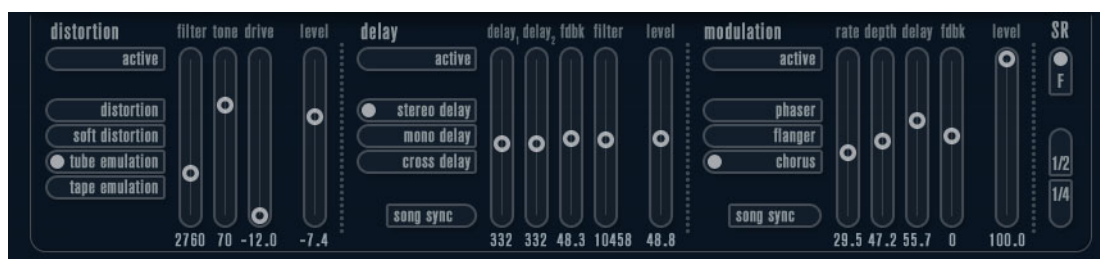 distortion filter tone drive level delay delay1 delay2 fdbk filter level modulation rate depth delay fdbk level SR
active active active
F
distortion stereo delay phaser
soft distortion mono delay flanger
tube emulation cross delay chorus 1/2
tape emulation 1/4
song sync song sync
2760 70 -12.0 -7.4 332 332 48.3 10458 48.8 29.5 47.2 55.7 0 100.0